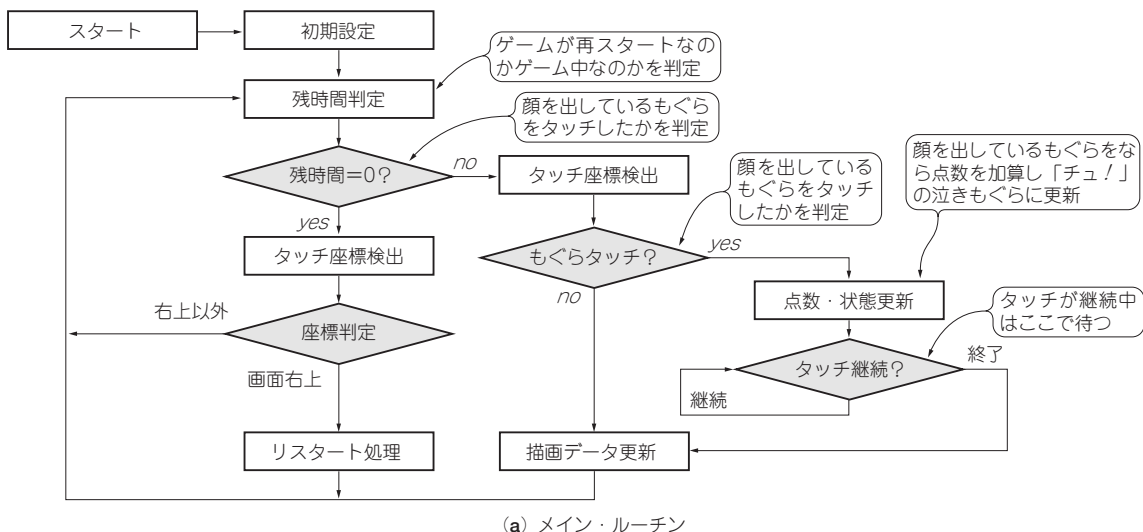 スタート
初期設定
ゲームが再スタートなの
かゲーム中なのかを判定
残時間判定
顔を出しているもぐら
をタッチしたかを判定
残時間=0?
no
yes
タッチ座標検出
顔を出している
もぐらをタッチ
したかを判定
顔を出しているもぐらをな
ら点数を加算し「チュ!」
の泣きもぐらに更新
タッチ座標検出
もぐらタッチ?
yes
no
右上以外
座標判定
画面右上
点数・状態更新
タッチが継続中
はここで待つ
タッチ継続?
終了
継続
リスタート処理
描画データ更新
(a) メイン・ルーチン